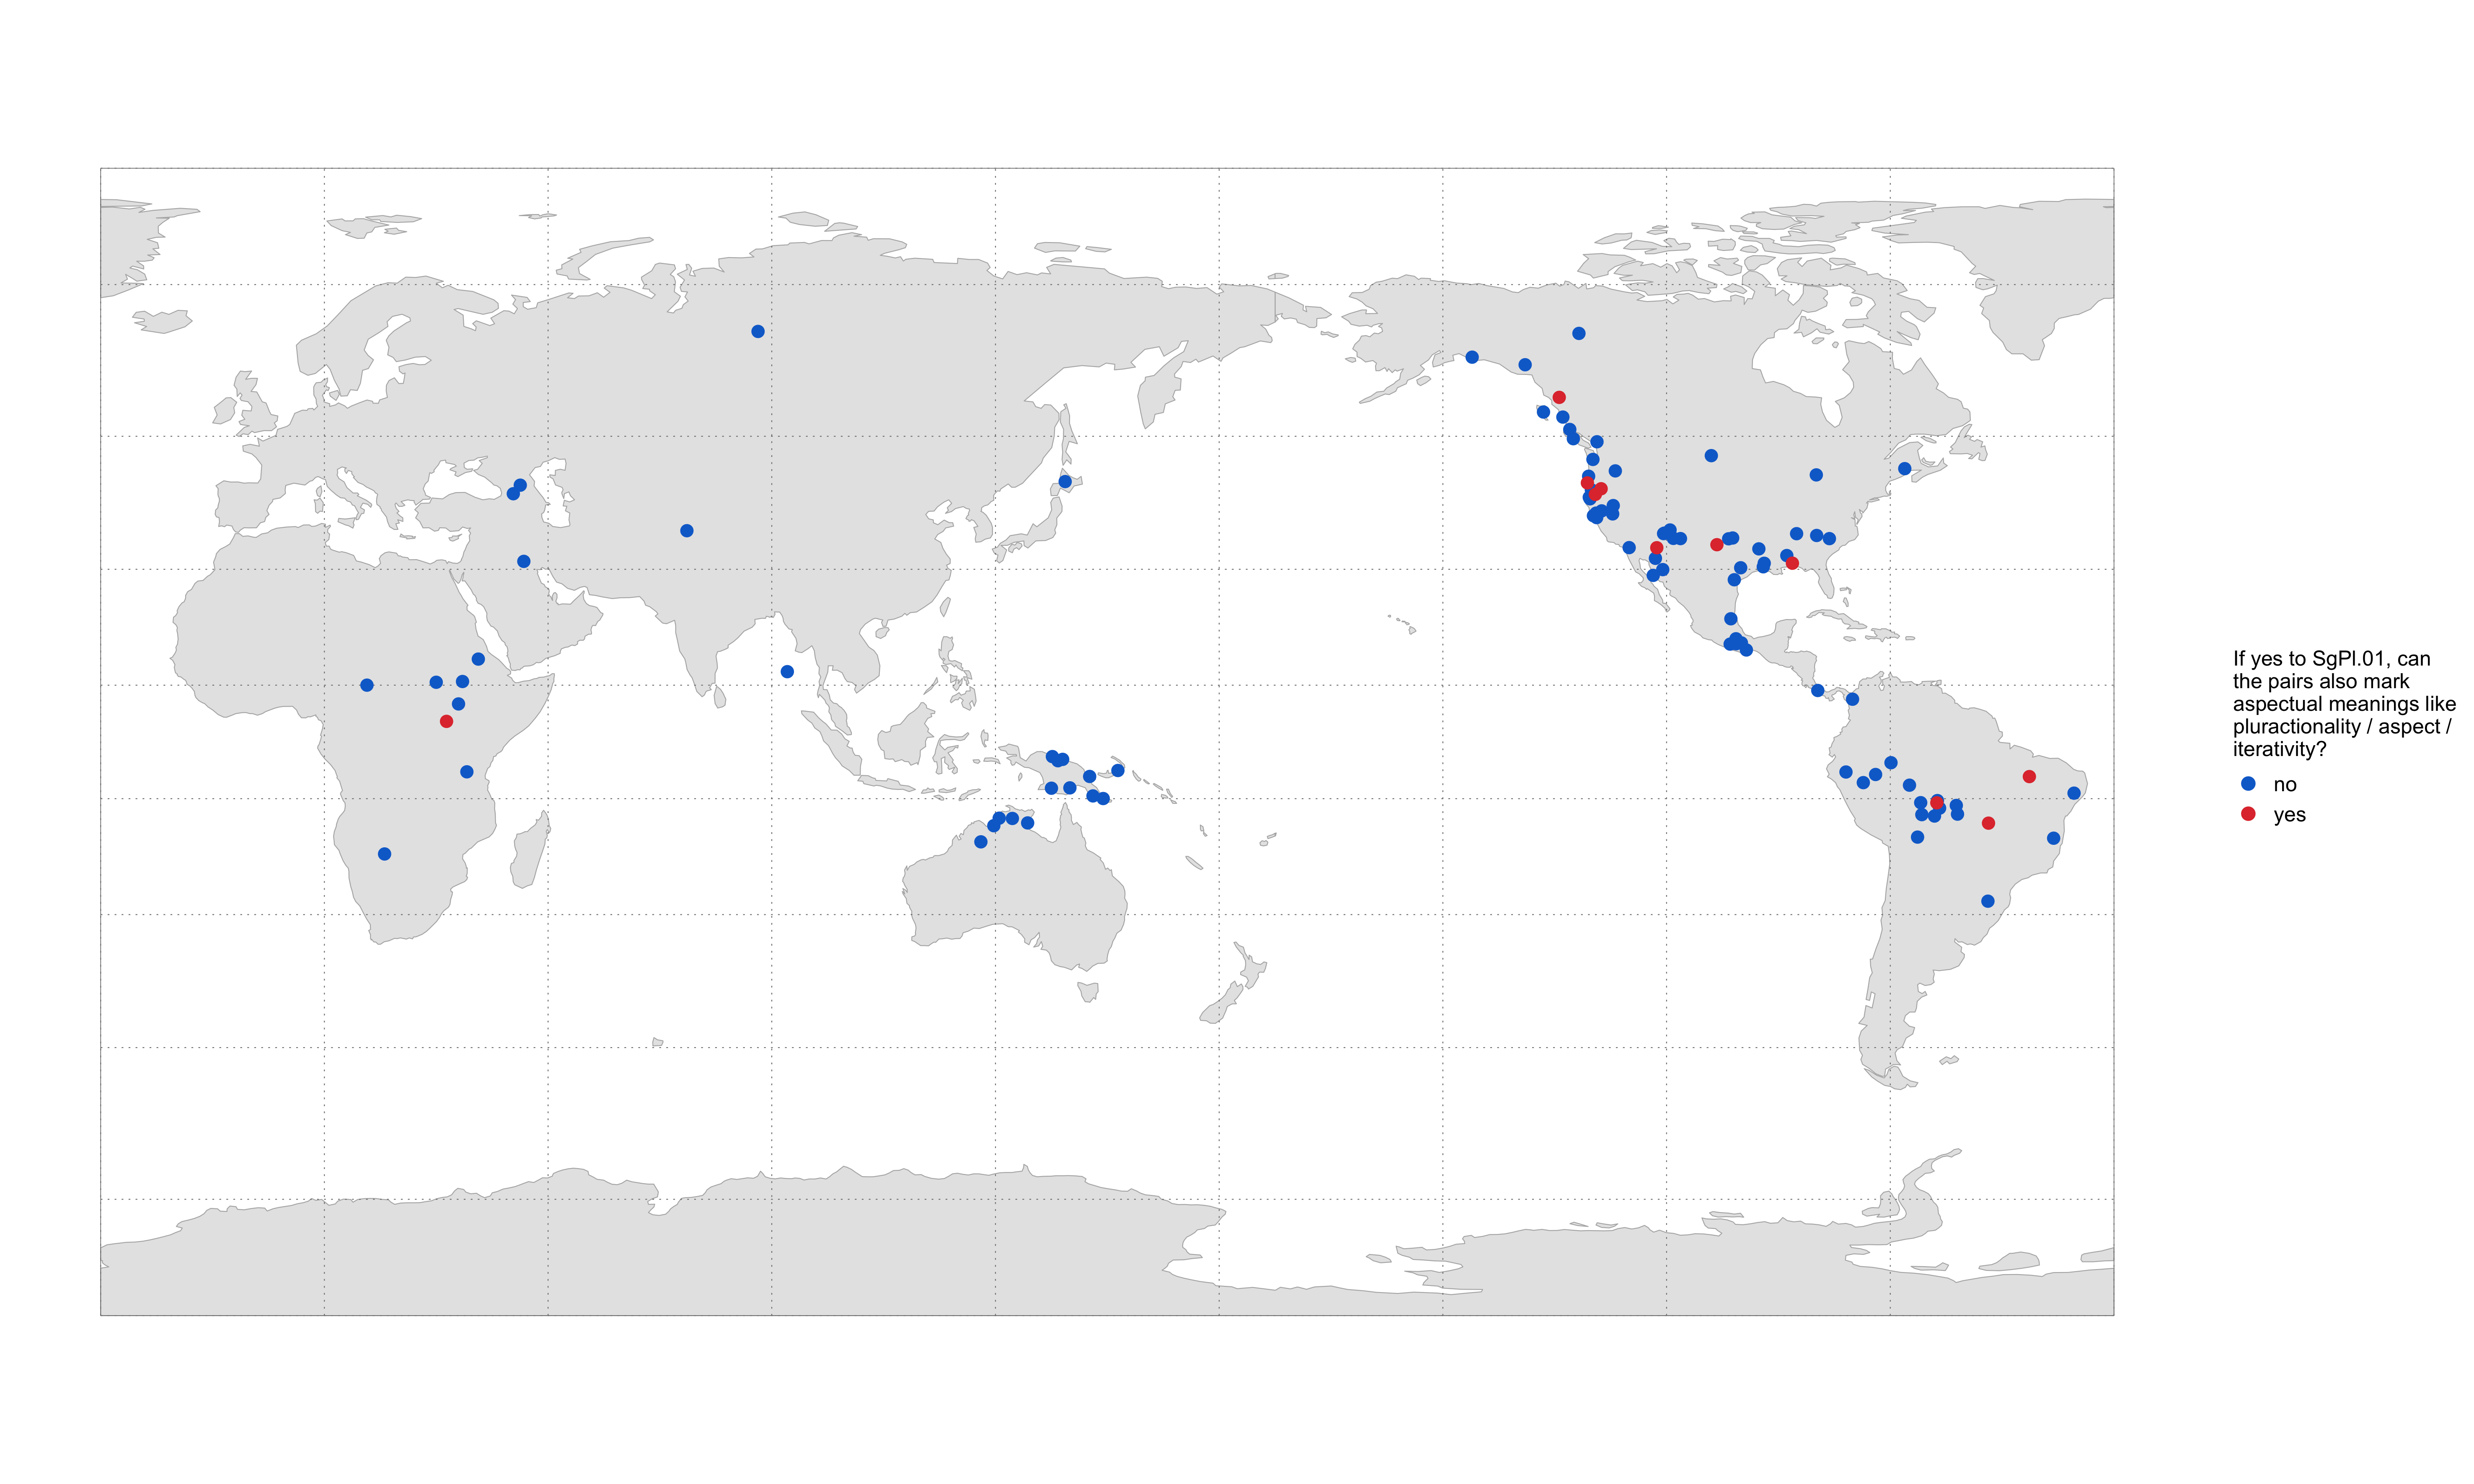 If yes to SgPl.01, can
the pairs also mark
aspectual meanings like
pluractionality / aspect /
iterativity?
no
yes